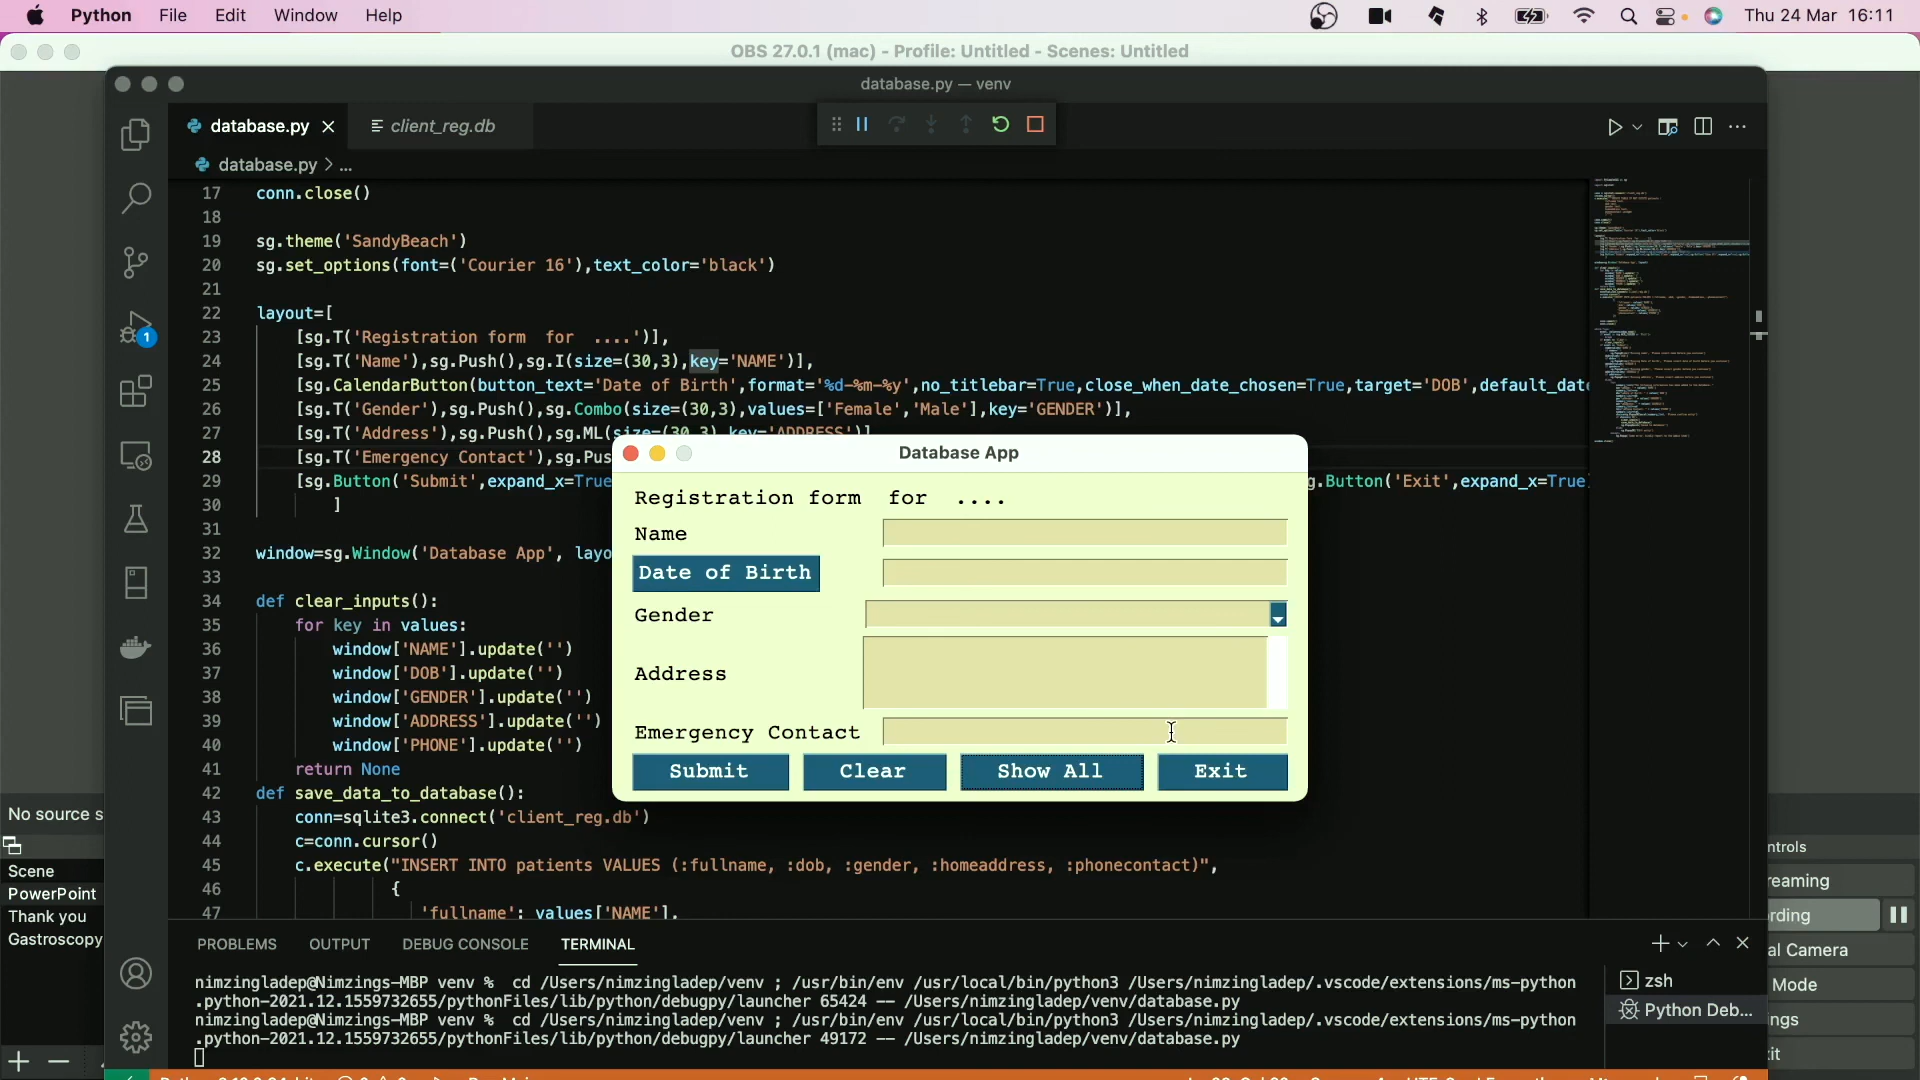 Python File Edit Window Help Thu 24 Mar 16:11
OBS 27.0.1 (mac) - Profile: Untitled - Scenes: Untitled
database.py — venv
database.py client_reg.db
database.py > ...
17 conn.close()
18
19 sg.theme('SandyBeach')
20 sg.set_options(font=('Courier 16'),text_color='black')
21
22 layout=[
23 [sg.T('Registration form  for  ....')],
24 [sg.T('Name'),sg.Push(),sg.I(size=(30,3),key='NAME')],
25 [sg.CalendarButton(button_text='Date of Birth',format='%d-%m-%y',no_titlebar=True,close_when_date_chosen=True,target='DOB',default_date
26 [sg.T('Gender'),sg.Push(),sg.Combo(size=(30,3),values=['Female','Male'],key='GENDER')],
27 [sg.T('Address'),sg.Push(),sg.ML(size=(30,3),key='ADDRESS')]
28 [sg.T('Emergency Contact'),sg.Pus
29 [sg.Button('Submit',expand_x=True g.Button('Exit',expand_x=True
30 ]
31
32 window=sg.Window('Database App', layo
33
34 def clear_inputs():
35 for key in values:
36 window['NAME'].update('')
37 window['DOB'].update('')
38 window['GENDER'].update('')
39 window['ADDRESS'].update('')
40 window['PHONE'].update('')
41 return None
42 def save_data_to_database():
43 conn=sqlite3.connect('client_reg.db')
44 c=conn.cursor()
45 c.execute("INSERT INTO patients VALUES (:fullname, :dob, :gender, :homeaddress, :phonecontact)",
46 {
47 'fullname': values['NAME'],
Database App
Registration form  for  ....
Name
Date of Birth
Gender
Address
Emergency Contact
Submit Clear Show All Exit
1
No source s
Scene
PowerPoint
Thank you
Gastroscopy
PROBLEMS OUTPUT DEBUG CONSOLE TERMINAL
nimzingladep@Nimzings-MBP venv %  cd /Users/nimzingladep/venv ; /usr/bin/env /usr/local/bin/python3 /Users/nimzingladep/.vscode/extensions/ms-python
.python-2021.12.1559732655/pythonFiles/lib/python/debugpy/launcher 65424 -- /Users/nimzingladep/venv/database.py
nimzingladep@Nimzings-MBP venv %  cd /Users/nimzingladep/venv ; /usr/bin/env /usr/local/bin/python3 /Users/nimzingladep/.vscode/extensions/ms-python
.python-2021.12.1559732655/pythonFiles/lib/python/debugpy/launcher 49172 -- /Users/nimzingladep/venv/database.py
zsh
Python Deb...
ntrols
reaming
rding
al Camera
Mode
ngs
it